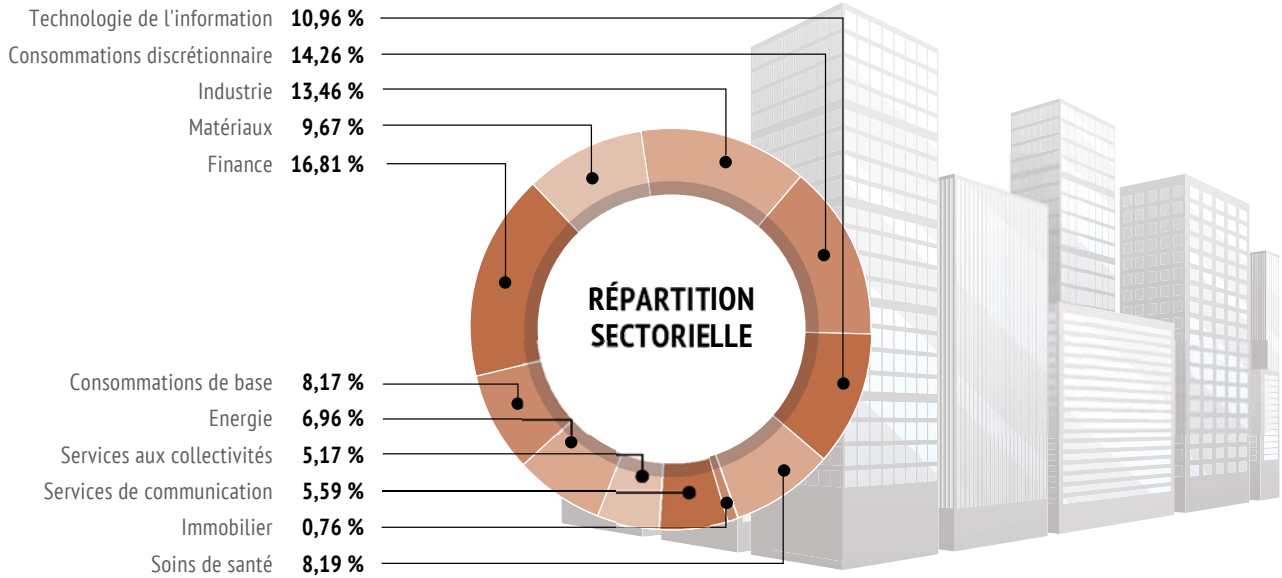 Technologie de l'information 10,96 %
Consommations discrétionnaire 14,26 %
Industrie 13,46 %
Matériaux 9,67 %
Finance 16,81 %
RÉPARTITION
SECTORIELLE
Consommations de base 8,17 %
Energie 6,96 %
Services aux collectivités 5,17 %
Services de communication 5,59 %
Immobilier 0,76 %
Soins de santé 8,19 %